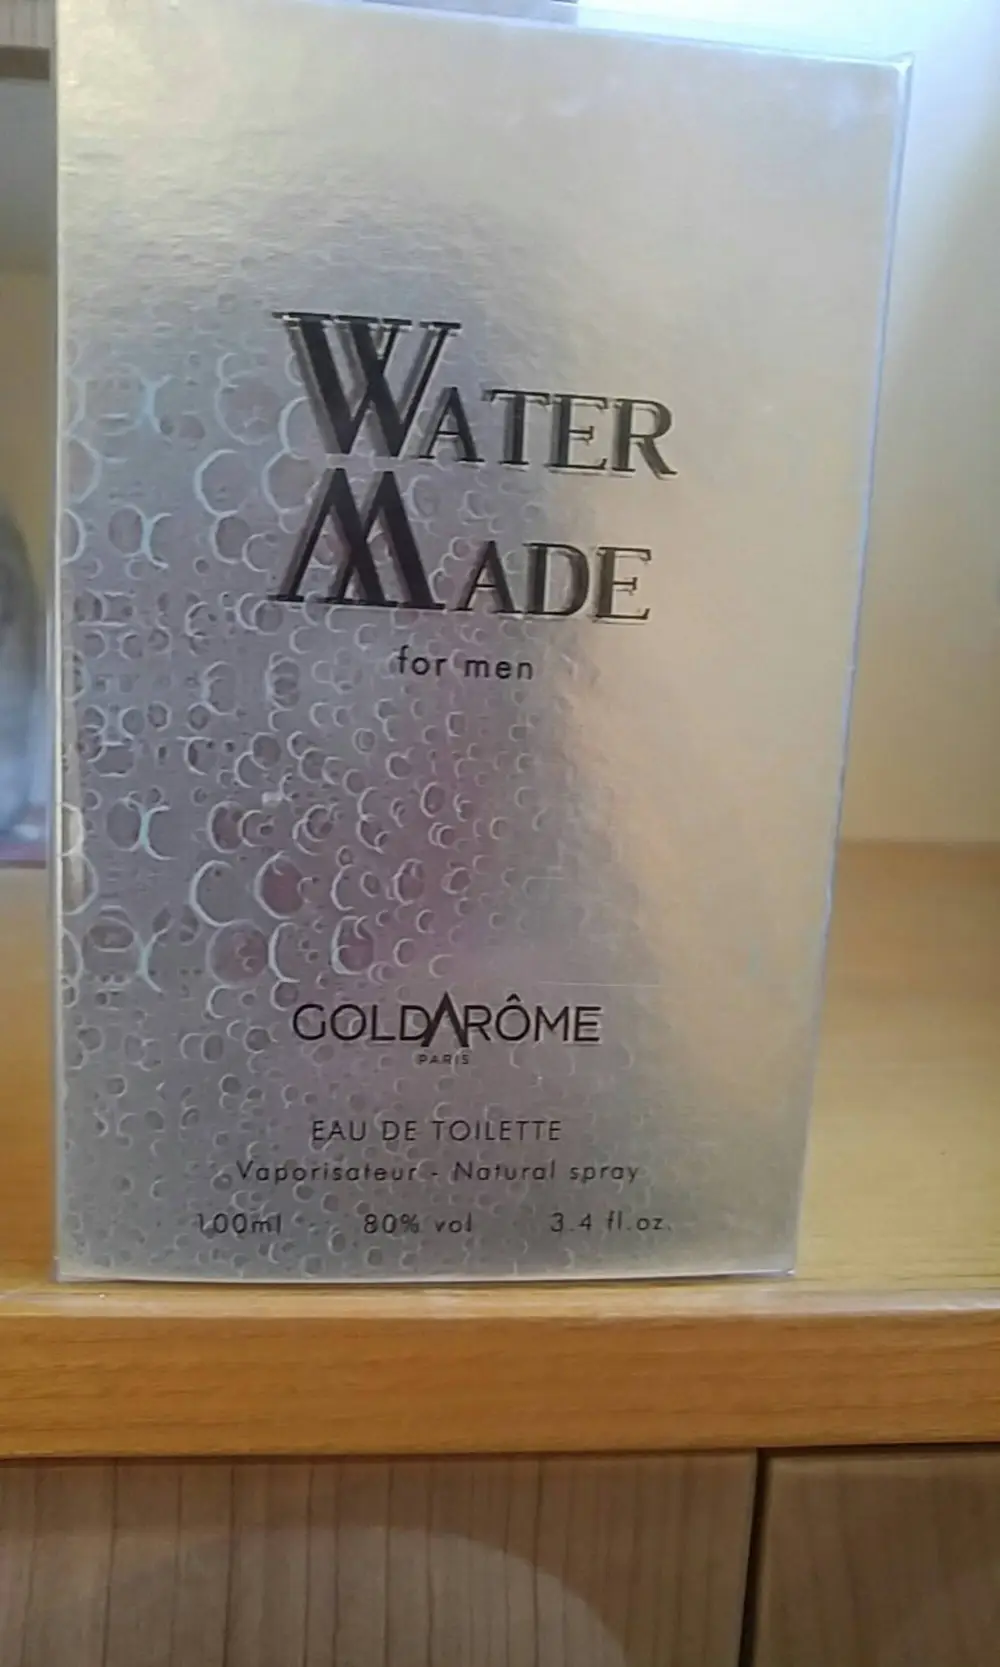 WATER
MADE
for men
GOLDARÔME
PARIS
EAU DE TOILETTE
Vaporisateur - Natural spray
100ml 80% vol 3.4 fl.oz.